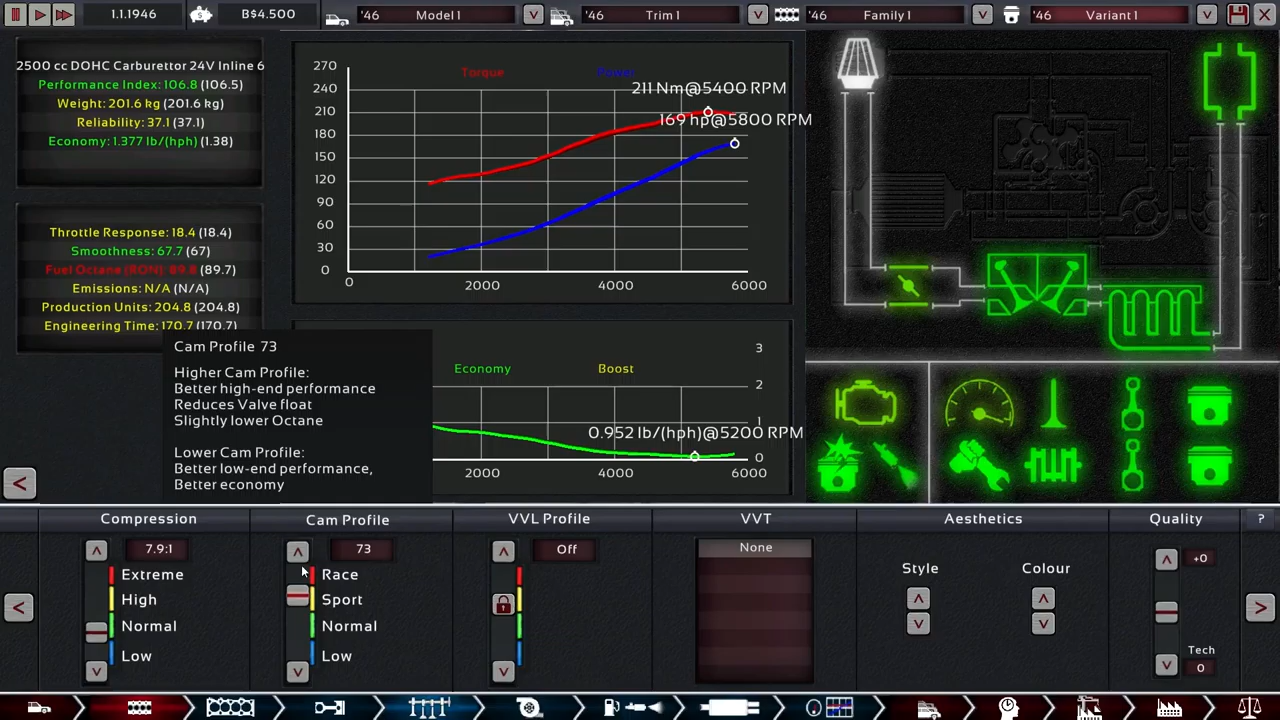 1.1.1946
B$4.500
'46
Model 1
'46
Trim 1
'46
Family 1
'46
Variant 1
2500 cc DOHC Carburettor 24V Inline 6
Performance Index: 106.8 (106.5)
Weight: 201.6 kg (201.6 kg)
Reliability: 37.1 (37.1)
Economy: 1.377 lb/(hph) (1.38)
Throttle Response: 18.4 (18.4)
Smoothness: 67.7 (67)
Fuel Octane (RON): 89.8 (89.7)
Emissions: N/A (N/A)
Production Units: 204.8 (204.8)
Engineering Time: 170.7 (170.7)
Torque
Power
211 Nm@5400 RPM
169 hp@5800 RPM
270
240
210
180
150
120
90
60
30
0
0
2000
4000
6000
Cam Profile 73
Higher Cam Profile:
Better high-end performance
Reduces Valve float
Slightly lower Octane
Lower Cam Profile:
Better low-end performance,
Better economy
Economy
Boost
0.952 lb/(hph)@5200 RPM
3
2
1
0
2000
4000
6000
<
Compression
7.9:1
Extreme
High
Normal
Low
Cam Profile
73
Race
Sport
Normal
Low
VVL Profile
Off
VVT
None
Aesthetics
Style
Colour
Quality
+0
Tech
0
?
<
>